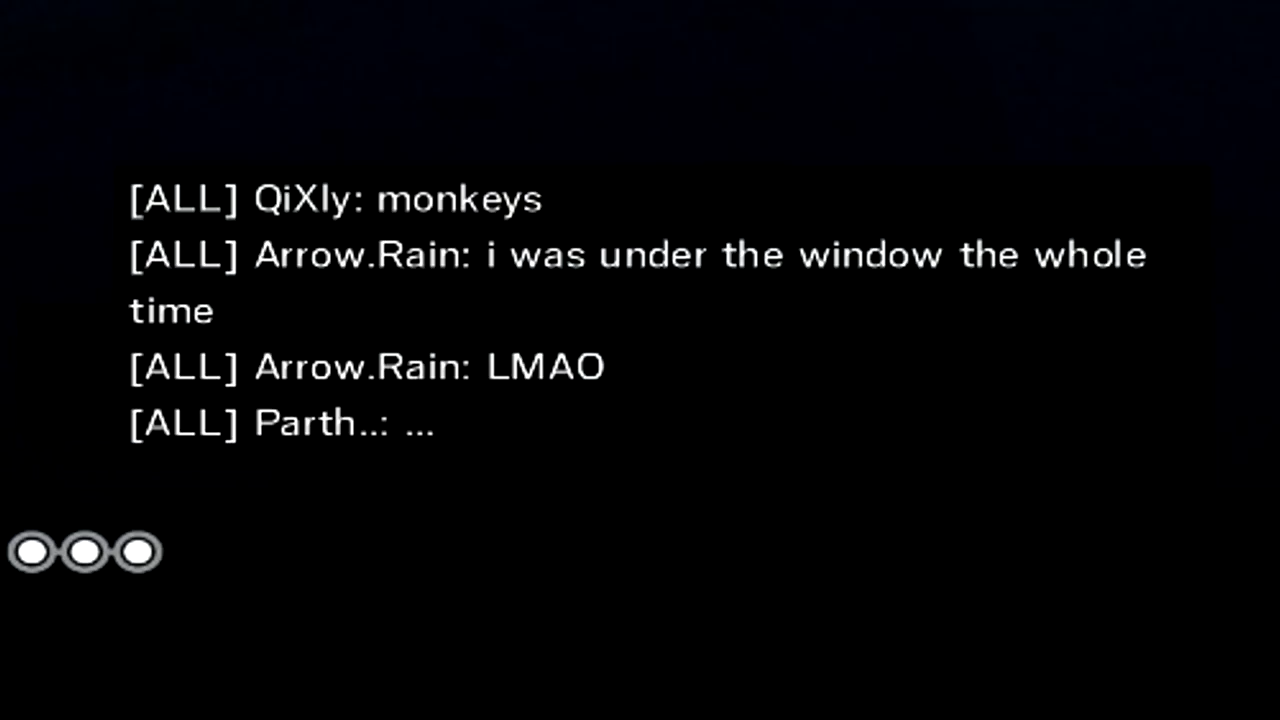 [ALL] QiXly: monkeys
[ALL] Arrow.Rain: i was under the window the whole
time
[ALL] Arrow.Rain: LMAO
[ALL] Parth..: ...